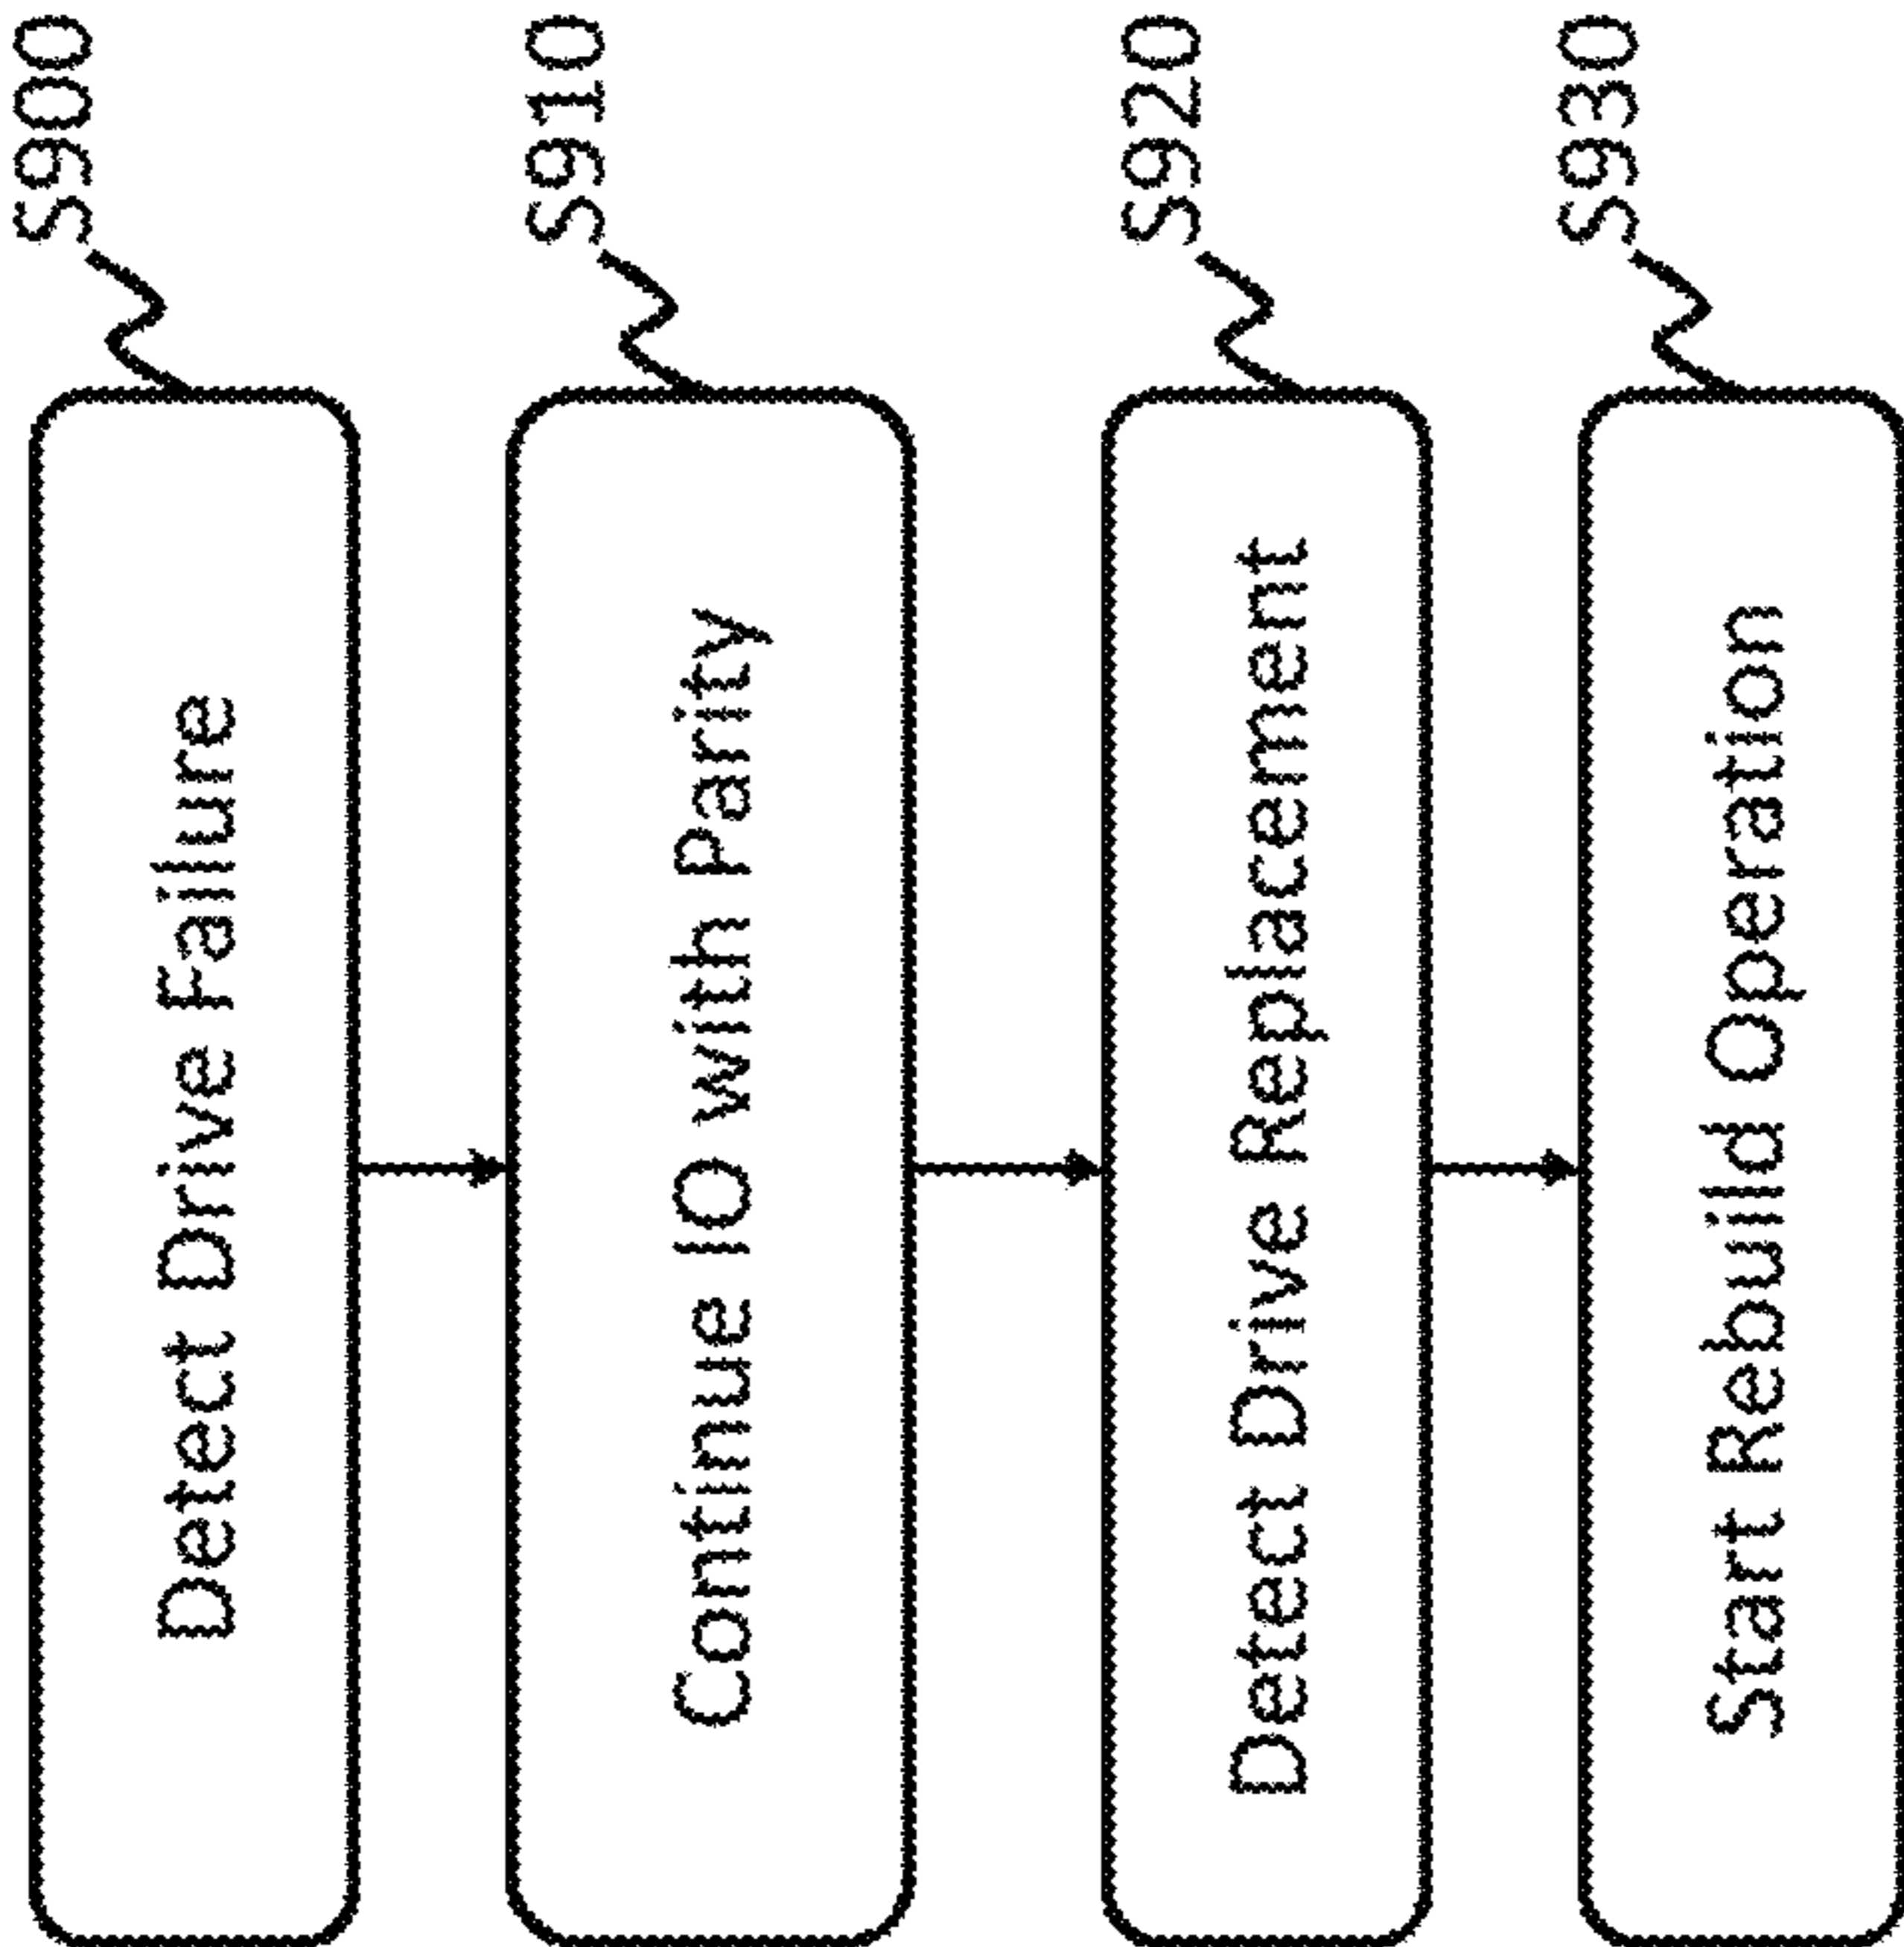 S900
Detect Drive Failure
S910
Continue IO with Parity
S920
Detect Drive Replacement
S930
Start Rebuild Operation